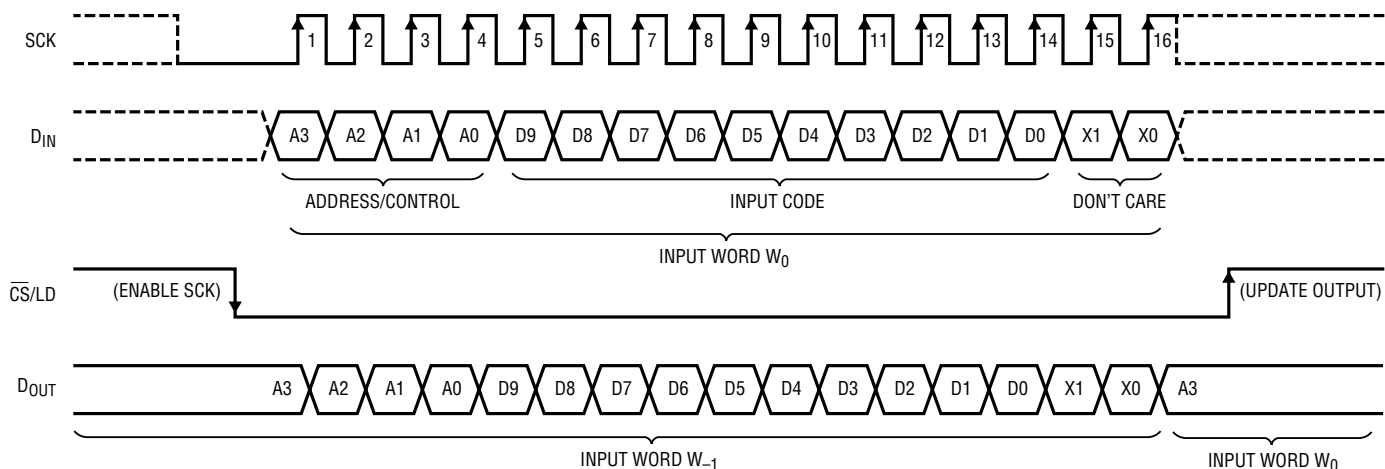 SCK 1 2 3 4 5 6 7 8 9 10 11 12 13 14 15 16
DIN A3 A2 A1 A0 D9 D8 D7 D6 D5 D4 D3 D2 D1 D0 X1 X0
ADDRESS/CONTROL INPUT CODE DON'T CARE
INPUT WORD W0
CS/LD (ENABLE SCK) (UPDATE OUTPUT)
DOUT A3 A2 A1 A0 D9 D8 D7 D6 D5 D4 D3 D2 D1 D0 X1 X0 A3
INPUT WORD W–1 INPUT WORD W0